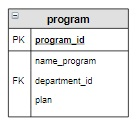 program
PK program_id
name_program
FK department_id
plan